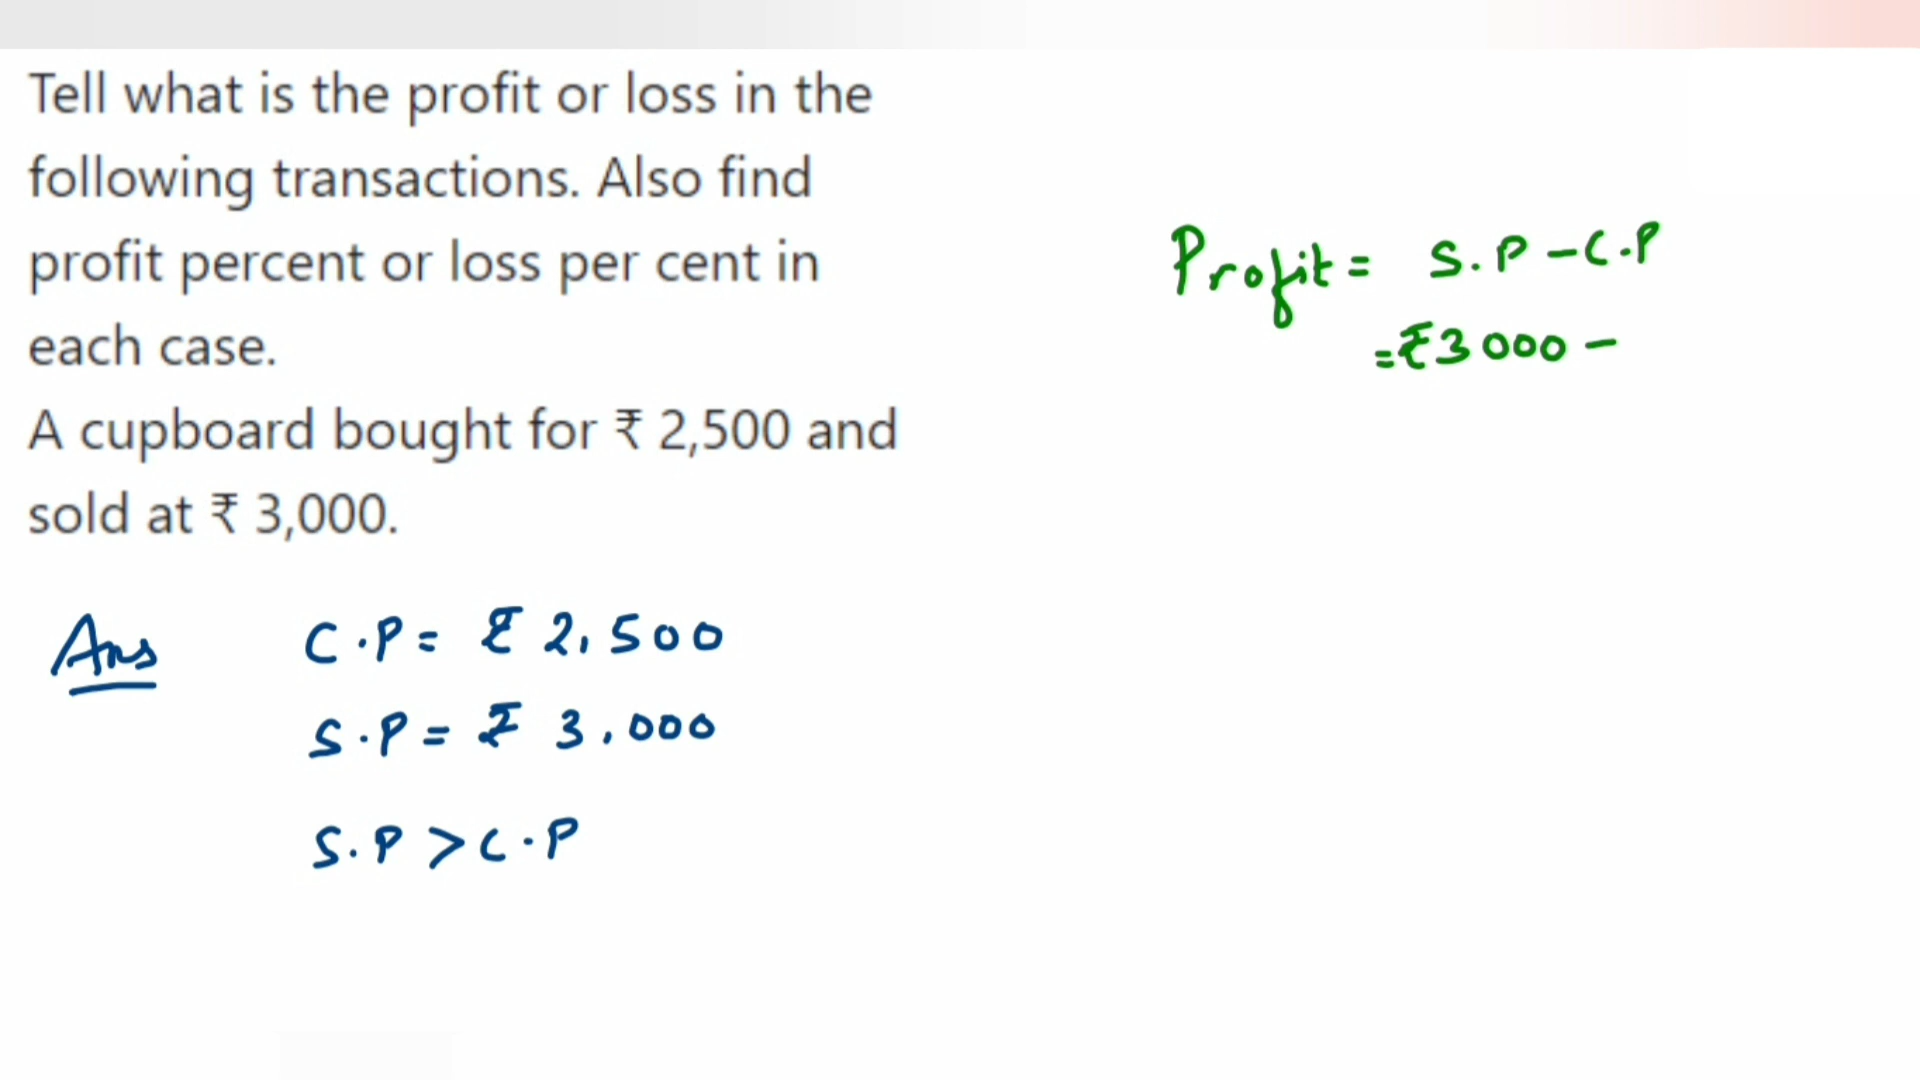 Tell what is the profit or loss in the
following transactions. Also find
profit percent or loss per cent in
each case.
A cupboard bought for ₹ 2,500 and
sold at ₹ 3,000.
Profit = S.P - C.P
= ₹3000 -
Ans
C.P = ₹ 2,500
S.P = ₹ 3,000
S.P > C.P